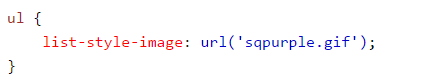 ul {
    list-style-image: url('sqpurple.gif');
}